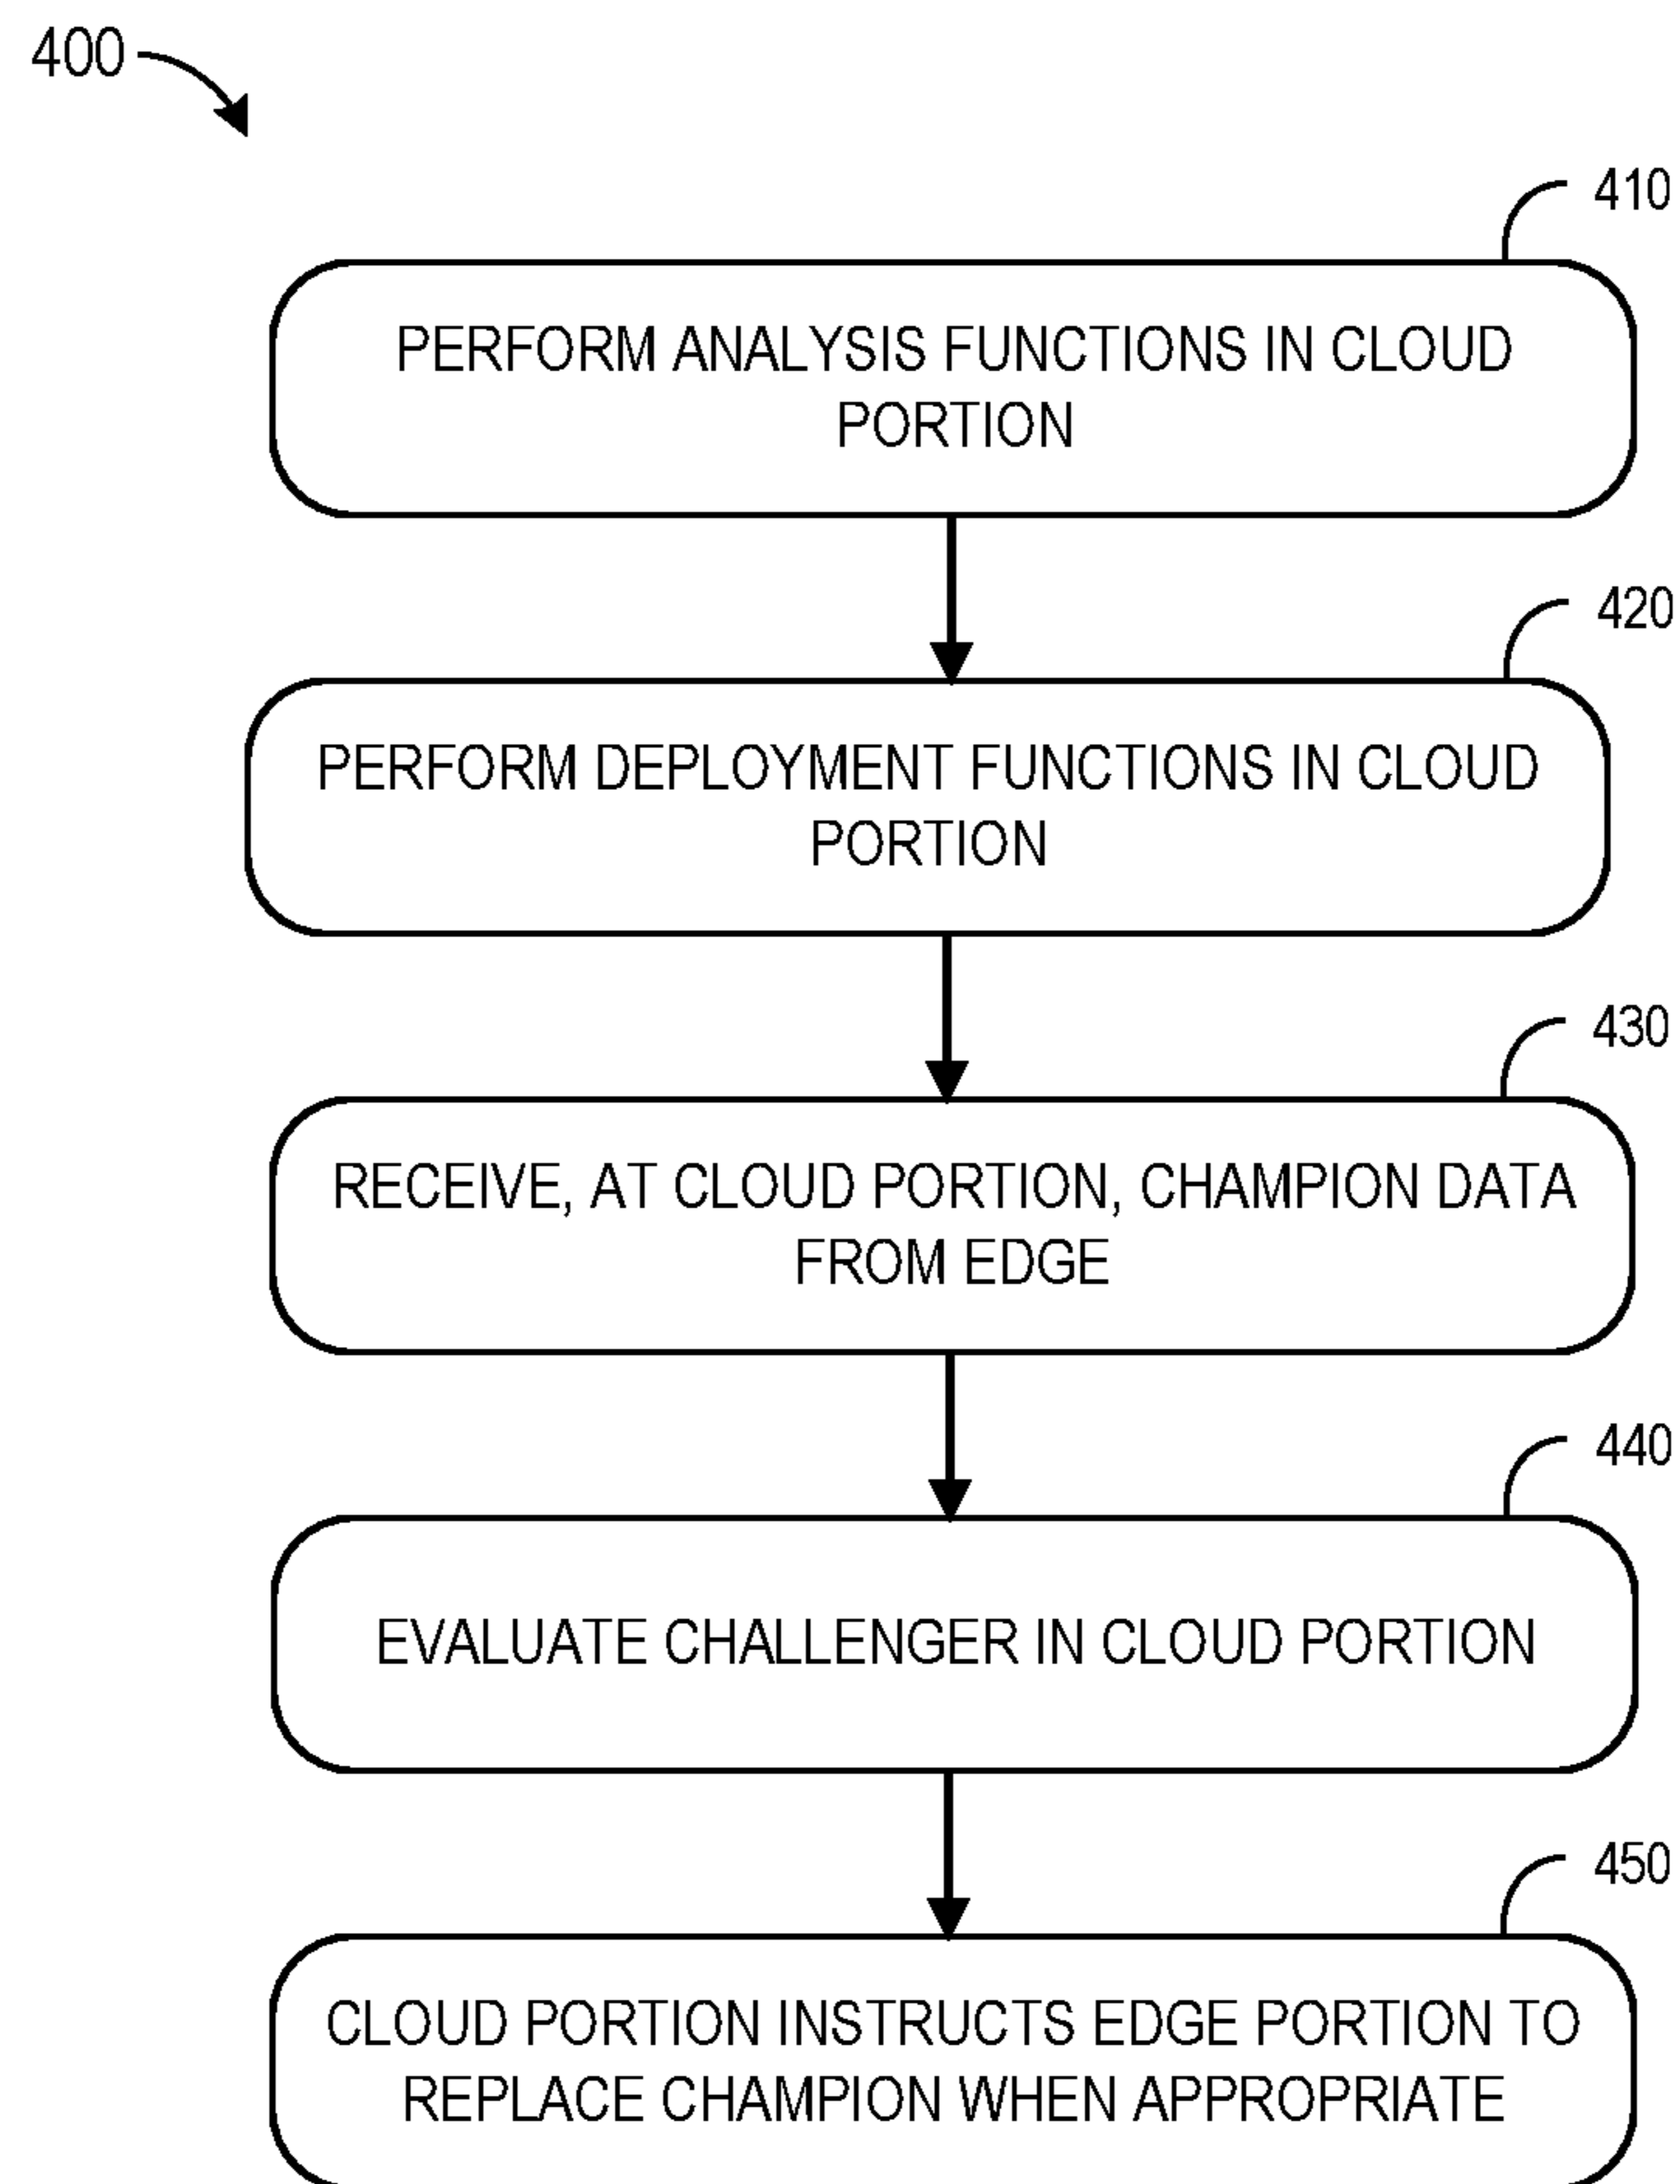 400
410
PERFORM ANALYSIS FUNCTIONS IN CLOUD
PORTION
420
PERFORM DEPLOYMENT FUNCTIONS IN CLOUD
PORTION
430
RECEIVE, AT CLOUD PORTION, CHAMPION DATA
FROM EDGE
440
EVALUATE CHALLENGER IN CLOUD PORTION
450
CLOUD PORTION INSTRUCTS EDGE PORTION TO
REPLACE CHAMPION WHEN APPROPRIATE